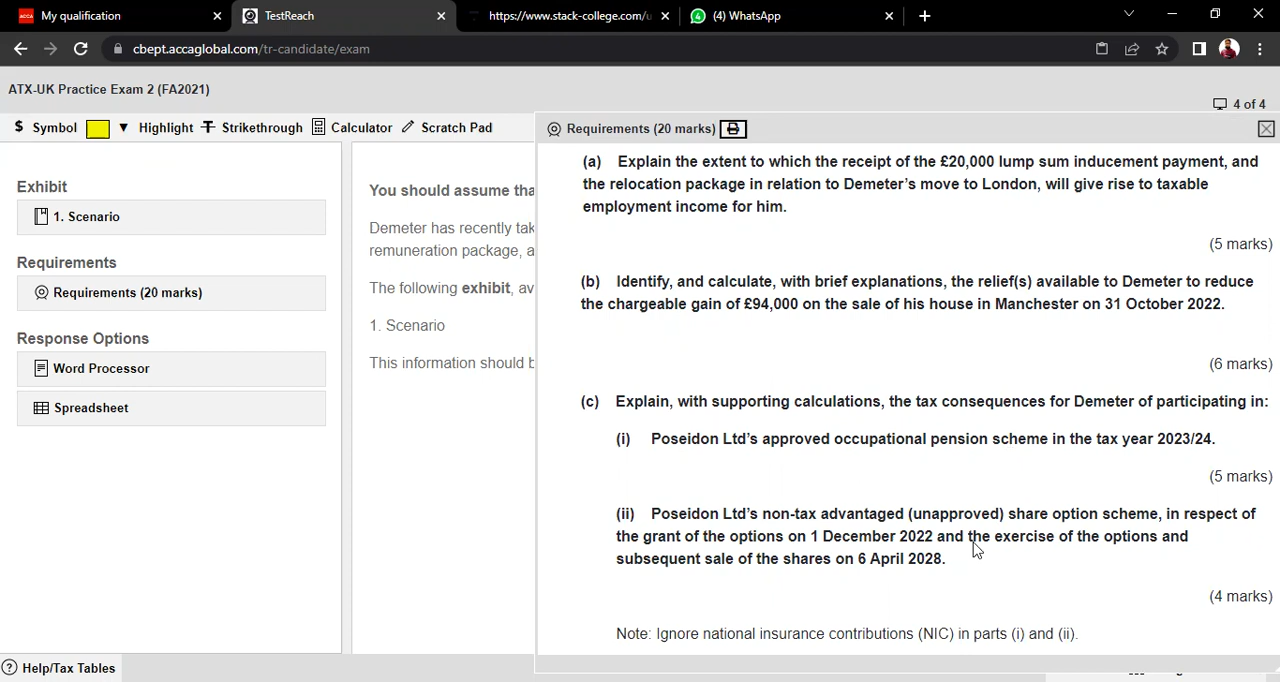 My qualification
TestReach
https://www.stack-college.com/u
(4) WhatsApp
cbept.accaglobal.com/tr-candidate/exam
ATX-UK Practice Exam 2 (FA2021)
4 of 4
$ Symbol Highlight Strikethrough Calculator Scratch Pad
Requirements (20 marks)
Exhibit
1. Scenario
Requirements
Requirements (20 marks)
Response Options
Word Processor
Spreadsheet
You should assume tha
Demeter has recently tak
remuneration package, a
The following exhibit, av
1. Scenario
This information should b
(a) Explain the extent to which the receipt of the £20,000 lump sum inducement payment, and
the relocation package in relation to Demeter's move to London, will give rise to taxable
employment income for him.
(5 marks)
(b) Identify, and calculate, with brief explanations, the relief(s) available to Demeter to reduce
the chargeable gain of £94,000 on the sale of his house in Manchester on 31 October 2022.
(6 marks)
(c) Explain, with supporting calculations, the tax consequences for Demeter of participating in:
(i) Poseidon Ltd's approved occupational pension scheme in the tax year 2023/24.
(5 marks)
(ii) Poseidon Ltd's non-tax advantaged (unapproved) share option scheme, in respect of
the grant of the options on 1 December 2022 and the exercise of the options and
subsequent sale of the shares on 6 April 2028.
(4 marks)
Note: Ignore national insurance contributions (NIC) in parts (i) and (ii).
Help/Tax Tables